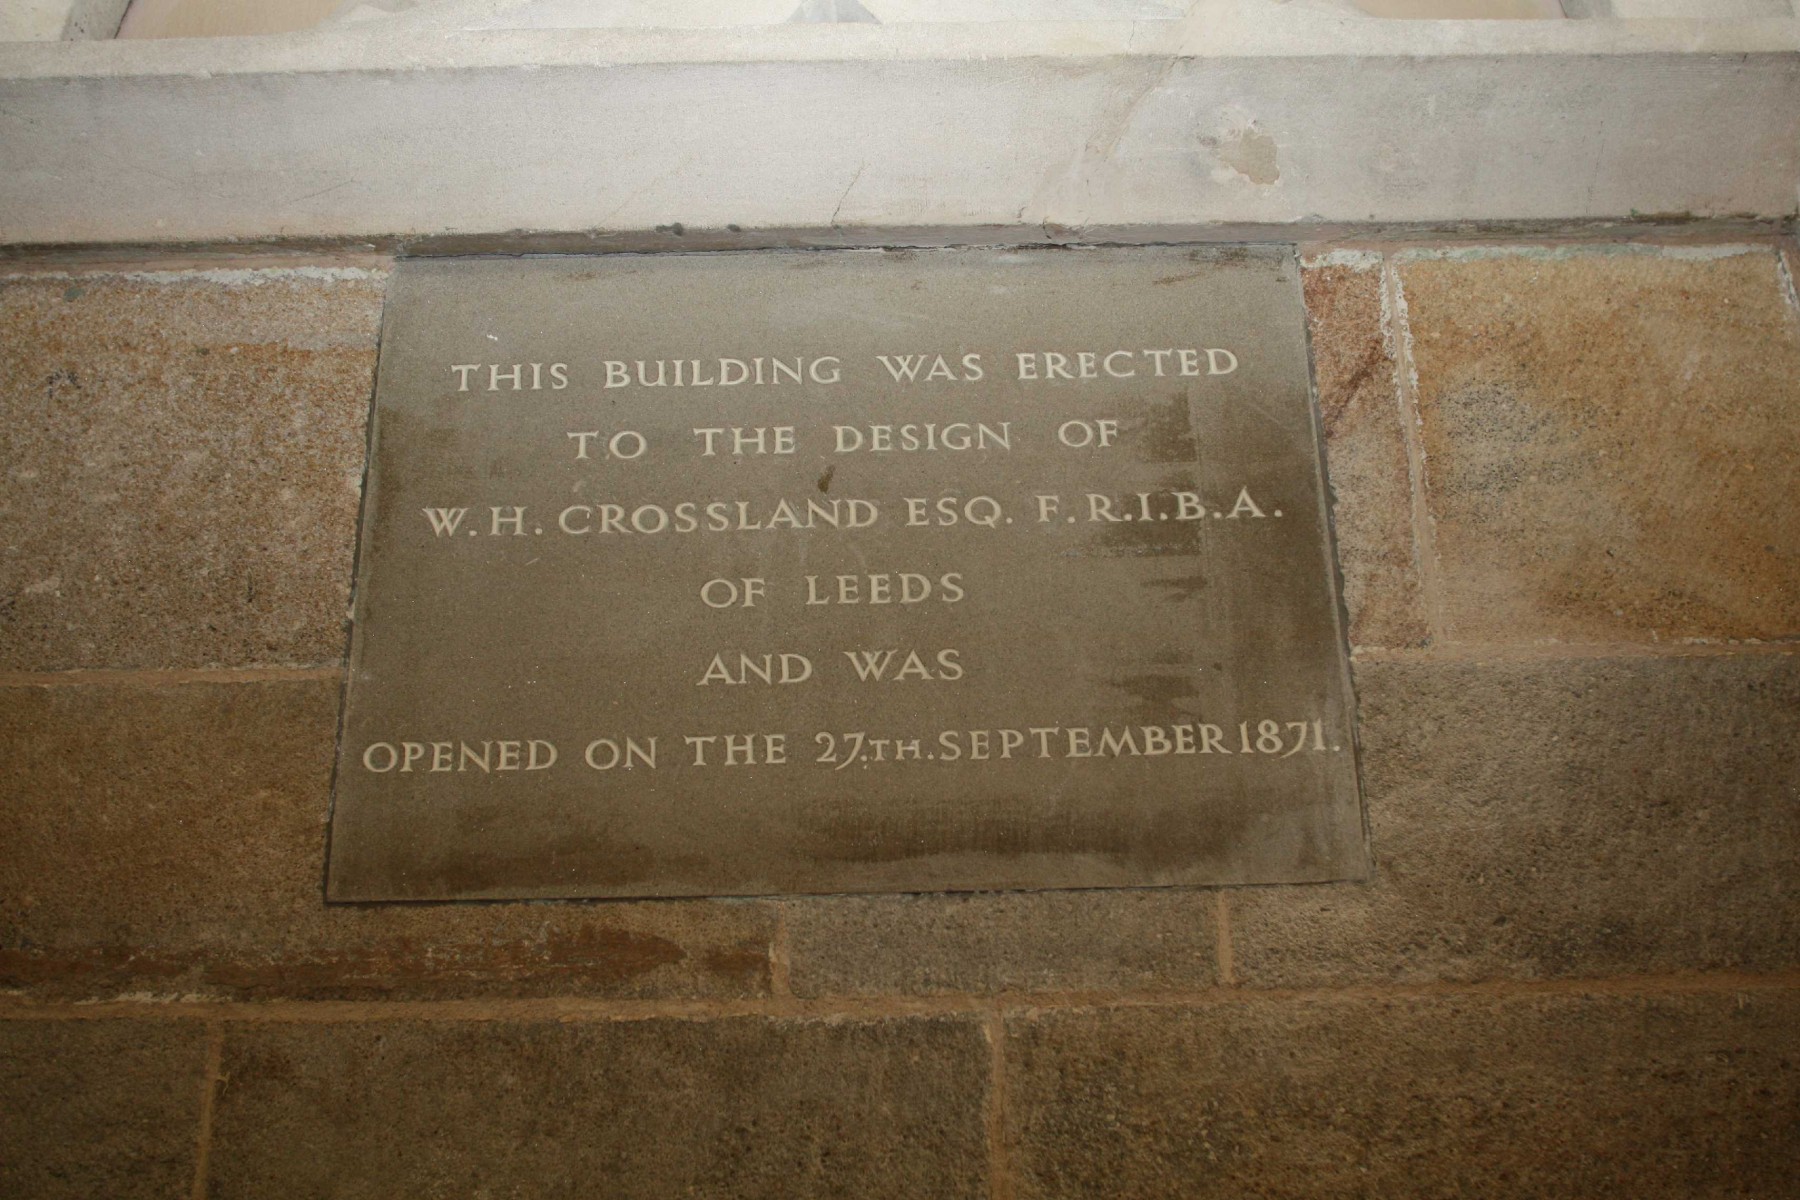 THIS BUILDING WAS ERECTED
TO THE DESIGN OF
W.H. CROSSLAND ESQ. F.R.I.B.A.
OF LEEDS
AND WAS
OPENED ON THE 27.TH. SEPTEMBER 1871.